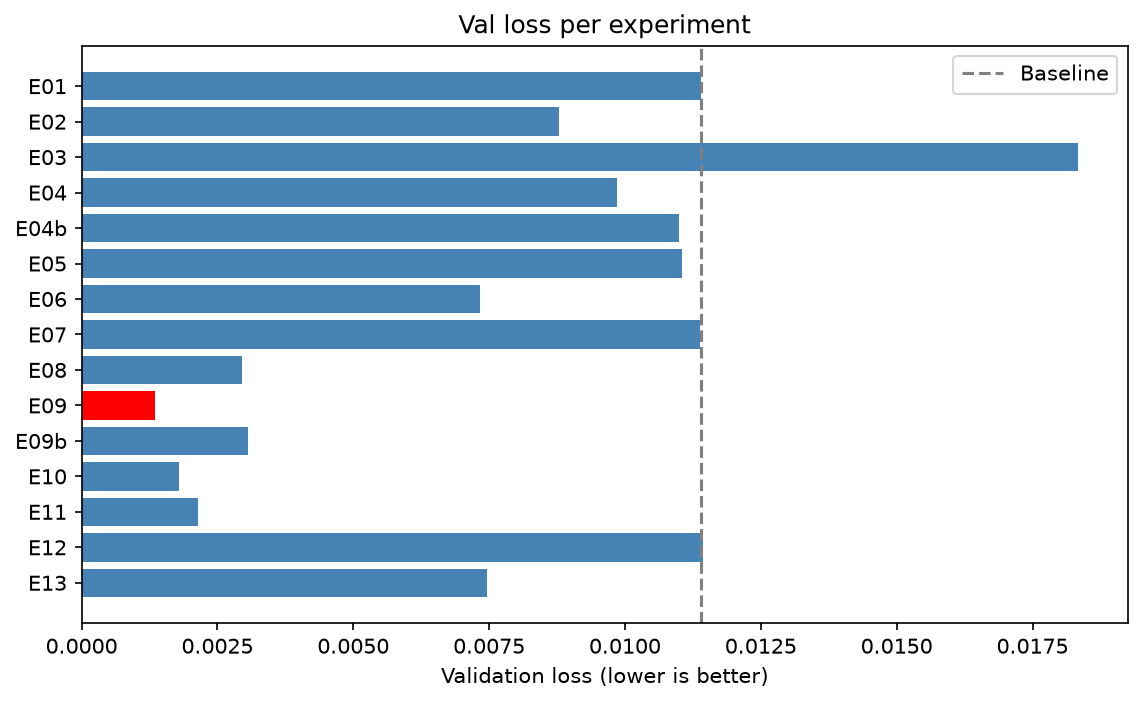 Val loss per experiment
Baseline
E01
E02
E03
E04
E04b
E05
E06
E07
E08
E09
E09b
E10
E11
E12
E13
0.0000 0.0025 0.0050 0.0075 0.0100 0.0125 0.0150 0.0175
Validation loss (lower is better)